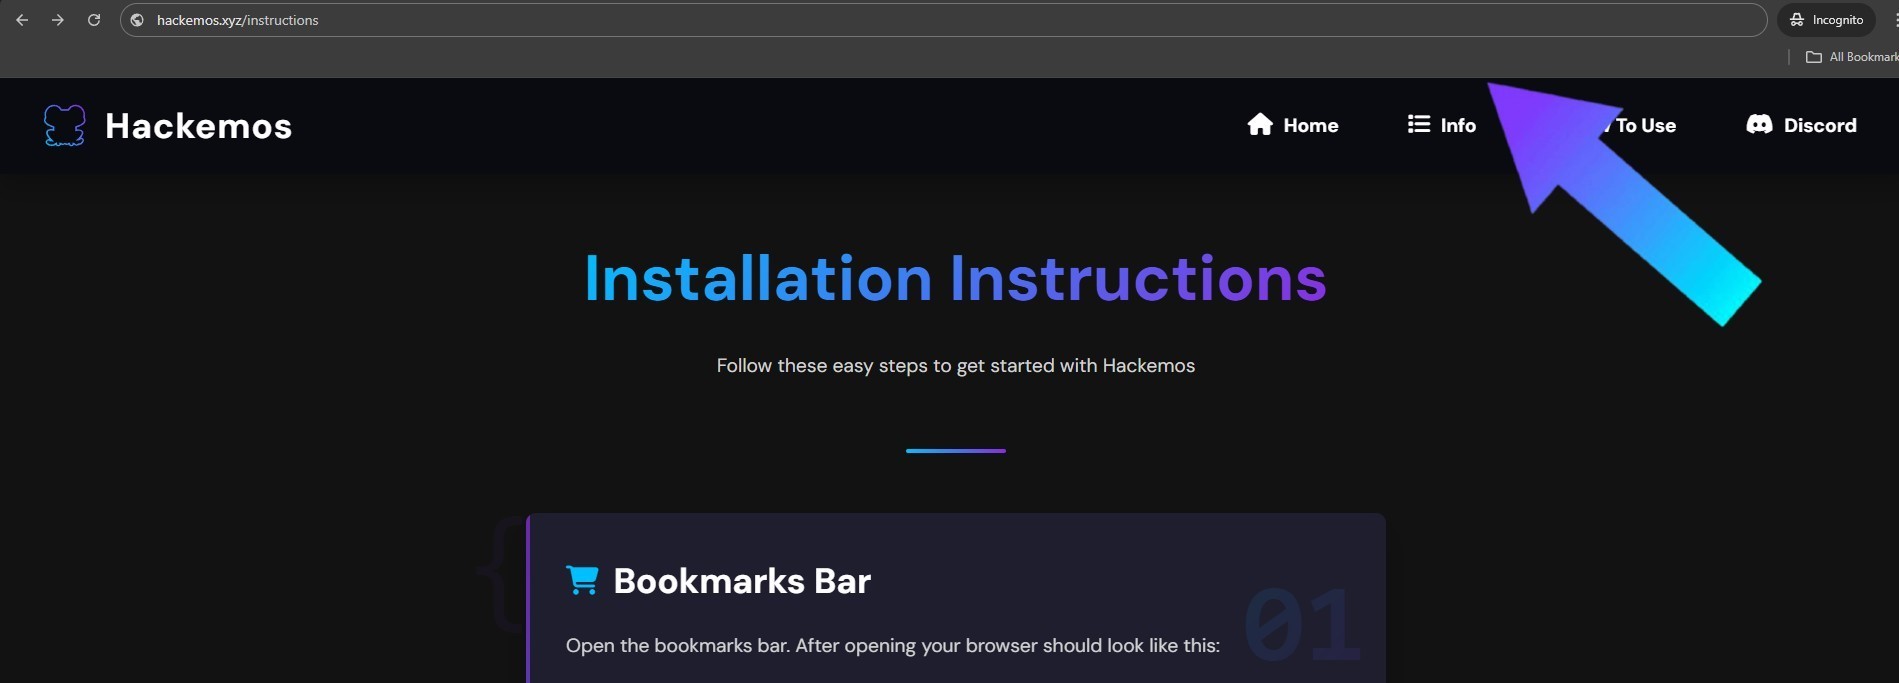 hackemos.xyz/instructions
Incognito
All Bookmark
Hackemos
Home
Info
To Use
Discord
Installation Instructions
Follow these easy steps to get started with Hackemos
{
Bookmarks Bar
01
Open the bookmarks bar. After opening your browser should look like this: